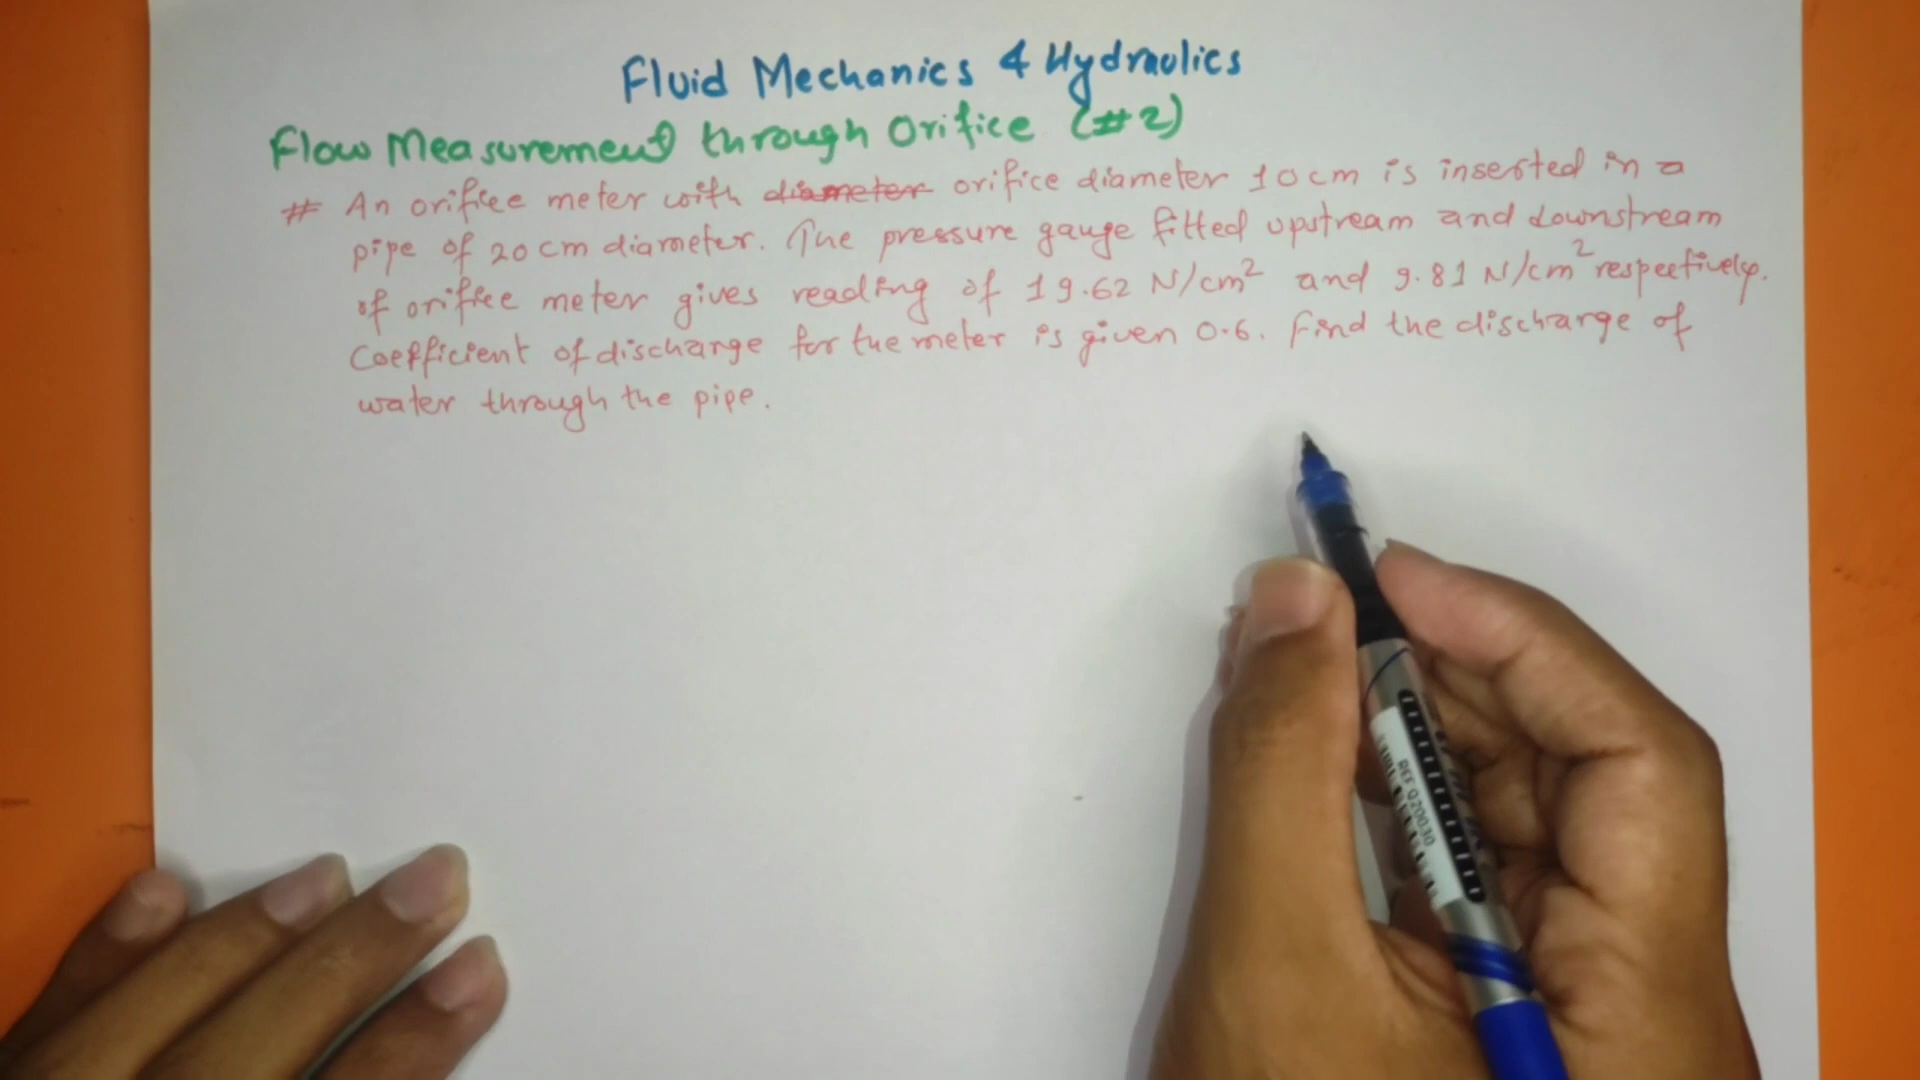 Fluid Mechanics & Hydraulics
Flow Measurement through Orifice (#2)
# An orifice meter with diameter orifice diameter 10 cm is inserted in a
pipe of 20 cm diameter. The pressure gauge fitted upstream and downstream
of orifice meter gives reading of 19.62 N/cm² and 9.81 N/cm² respectively.
Coefficient of discharge for the meter is given 0.6. Find the discharge of
water through the pipe.
REF 020030